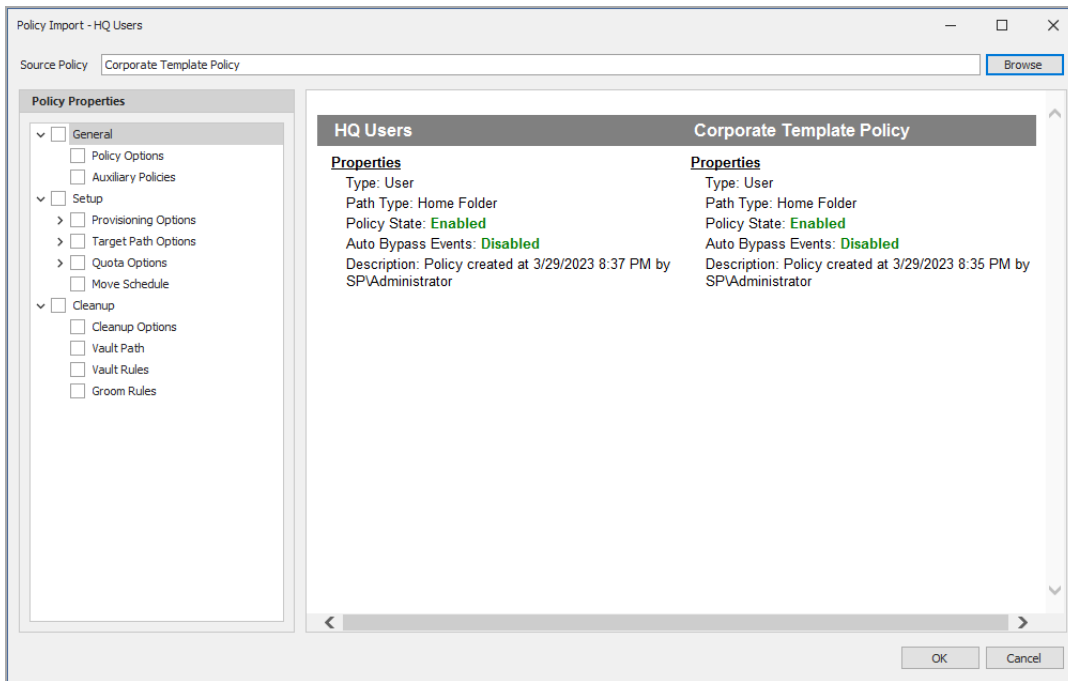 Policy Import - HQ Users
Source Policy Corporate Template Policy Browse
Policy Properties
General
Policy Options
Auxiliary Policies
Setup
Provisioning Options
Target Path Options
Quota Options
Move Schedule
Cleanup
Cleanup Options
Vault Path
Vault Rules
Groom Rules
HQ Users
Properties
Type: User
Path Type: Home Folder
Policy State: Enabled
Auto Bypass Events: Disabled
Description: Policy created at 3/29/2023 8:37 PM by
SP\Administrator
Corporate Template Policy
Properties
Type: User
Path Type: Home Folder
Policy State: Enabled
Auto Bypass Events: Disabled
Description: Policy created at 3/29/2023 8:35 PM by
SP\Administrator
OK Cancel